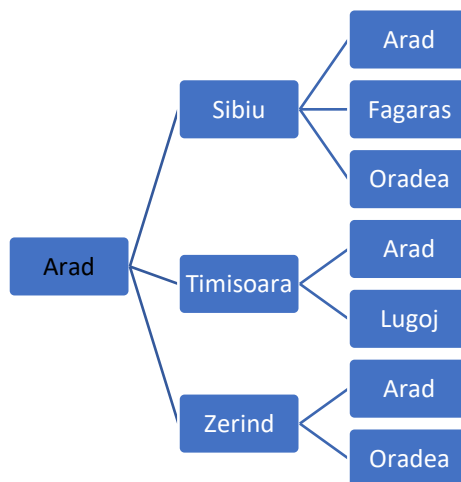 Arad
Sibiu
Arad
Fagaras
Oradea
Timisoara
Arad
Lugoj
Zerind
Arad
Oradea